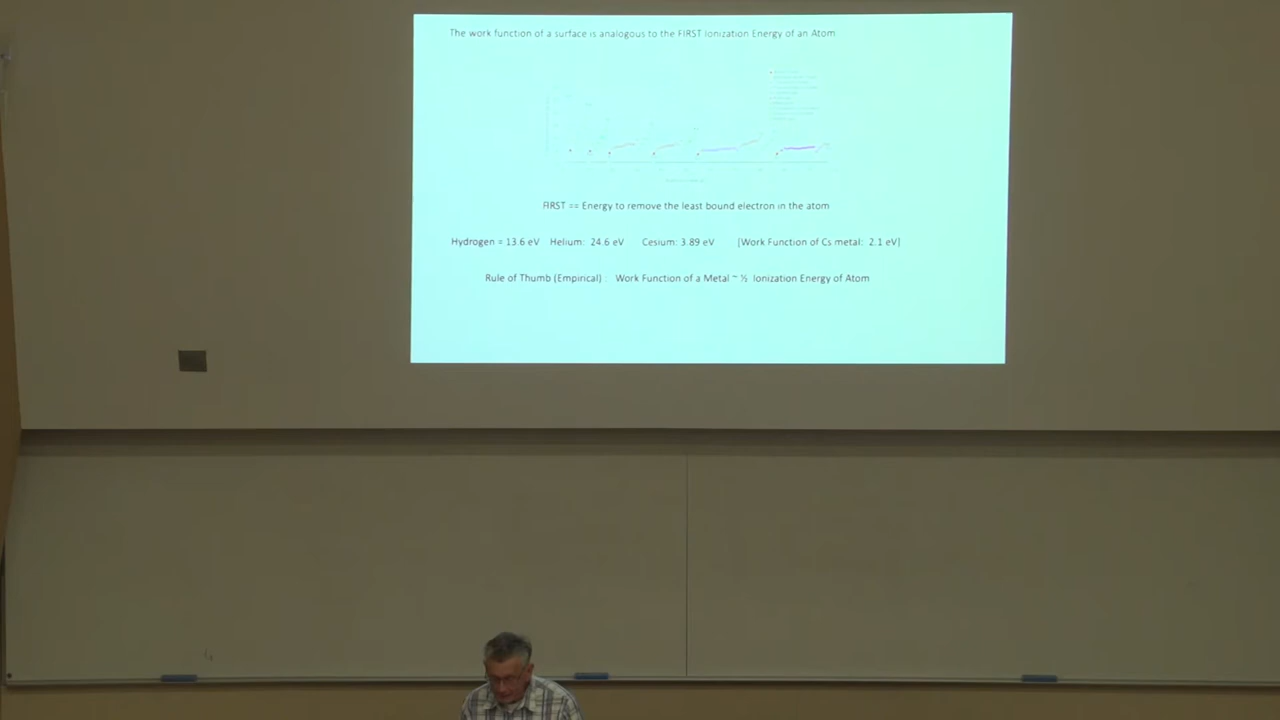 The work function of a surface is analogous to the FIRST Ionization Energy of an Atom
FIRST == Energy to remove the least bound electron in the atom
Hydrogen = 13.6 eV Helium: 24.6 eV Cesium: 3.89 eV [Work Function of Cs metal: 2.1 eV]
Rule of Thumb (Empirical) : Work Function of a Metal ~ ½ Ionization Energy of Atom